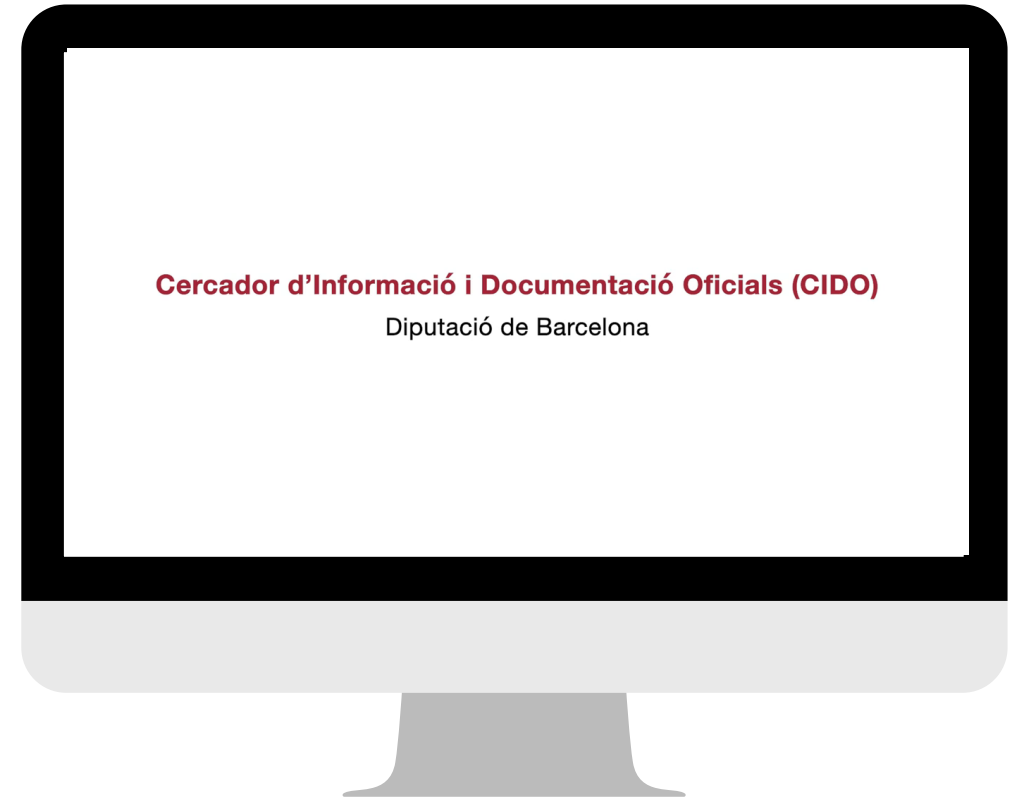 Cercador d’Informació i Documentació Oficials (CIDO)
Diputació de Barcelona